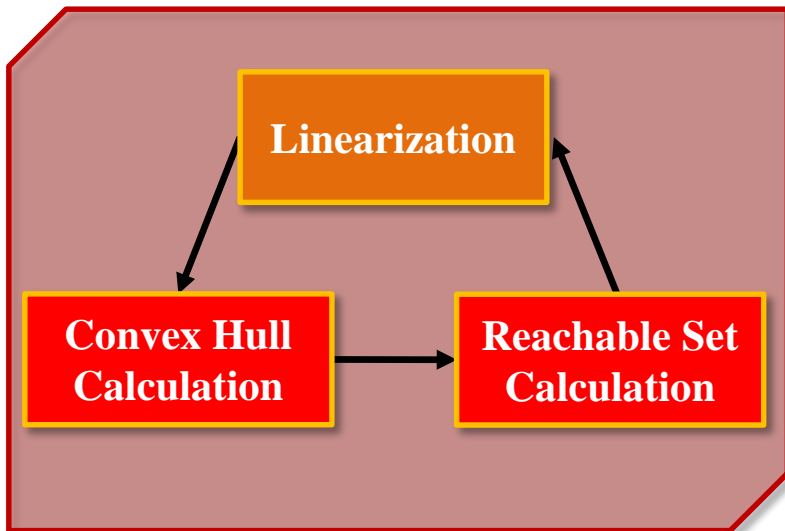 Linearization
Convex Hull
Calculation
Reachable Set
Calculation